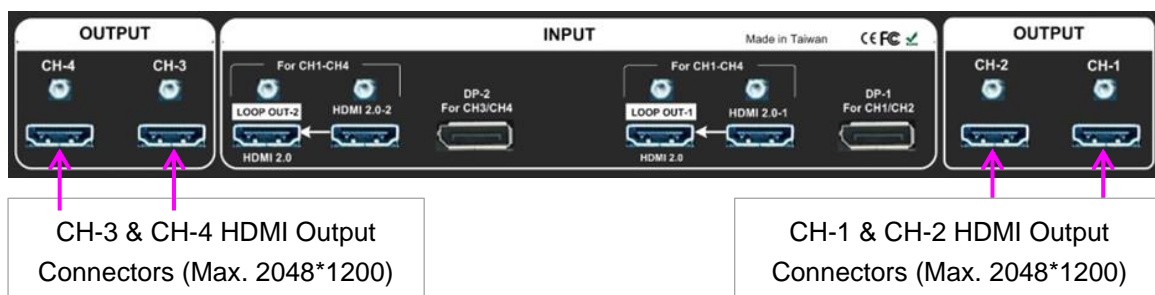 OUTPUT
INPUT
Made in Taiwan
CE FC
OUTPUT
CH-4
CH-3
For CH1-CH4
LOOP OUT-2
HDMI 2.0-2
HDMI 2.0
DP-2
For CH3/CH4
For CH1-CH4
LOOP OUT-1
HDMI 2.0-1
HDMI 2.0
DP-1
For CH1/CH2
CH-2
CH-1
CH-3 & CH-4 HDMI Output
Connectors (Max. 2048*1200)
CH-1 & CH-2 HDMI Output
Connectors (Max. 2048*1200)